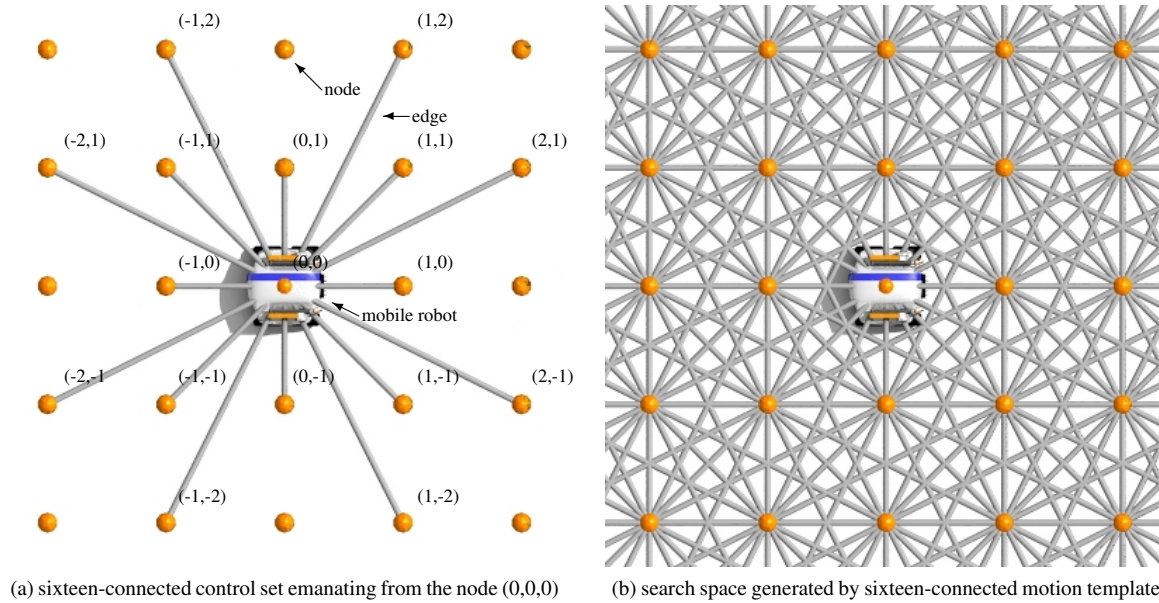 (-1,2) (1,2)
node
edge
(-2,1) (-1,1) (0,1) (1,1) (2,1)
(-1,0) (0,0) (1,0)
mobile robot
(-2,-1 (-1,-1) (0,-1) (1,-1) (2,-1)
(-1,-2) (1,-2)
(a) sixteen-connected control set emanating from the node (0,0,0)
(b) search space generated by sixteen-connected motion template